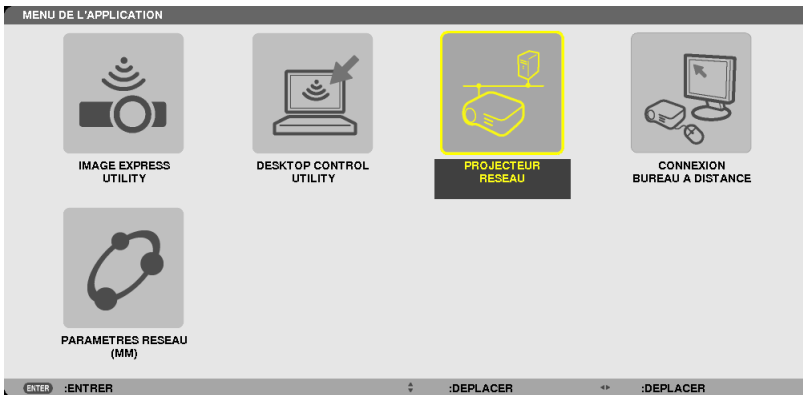 MENU DE L'APPLICATION
IMAGE EXPRESS
UTILITY
DESKTOP CONTROL
UTILITY
PROJECTEUR
RESEAU
CONNEXION
BUREAU A DISTANCE
PARAMETRES RESEAU
(MM)
ENTER :ENTRER :DEPLACER :DEPLACER